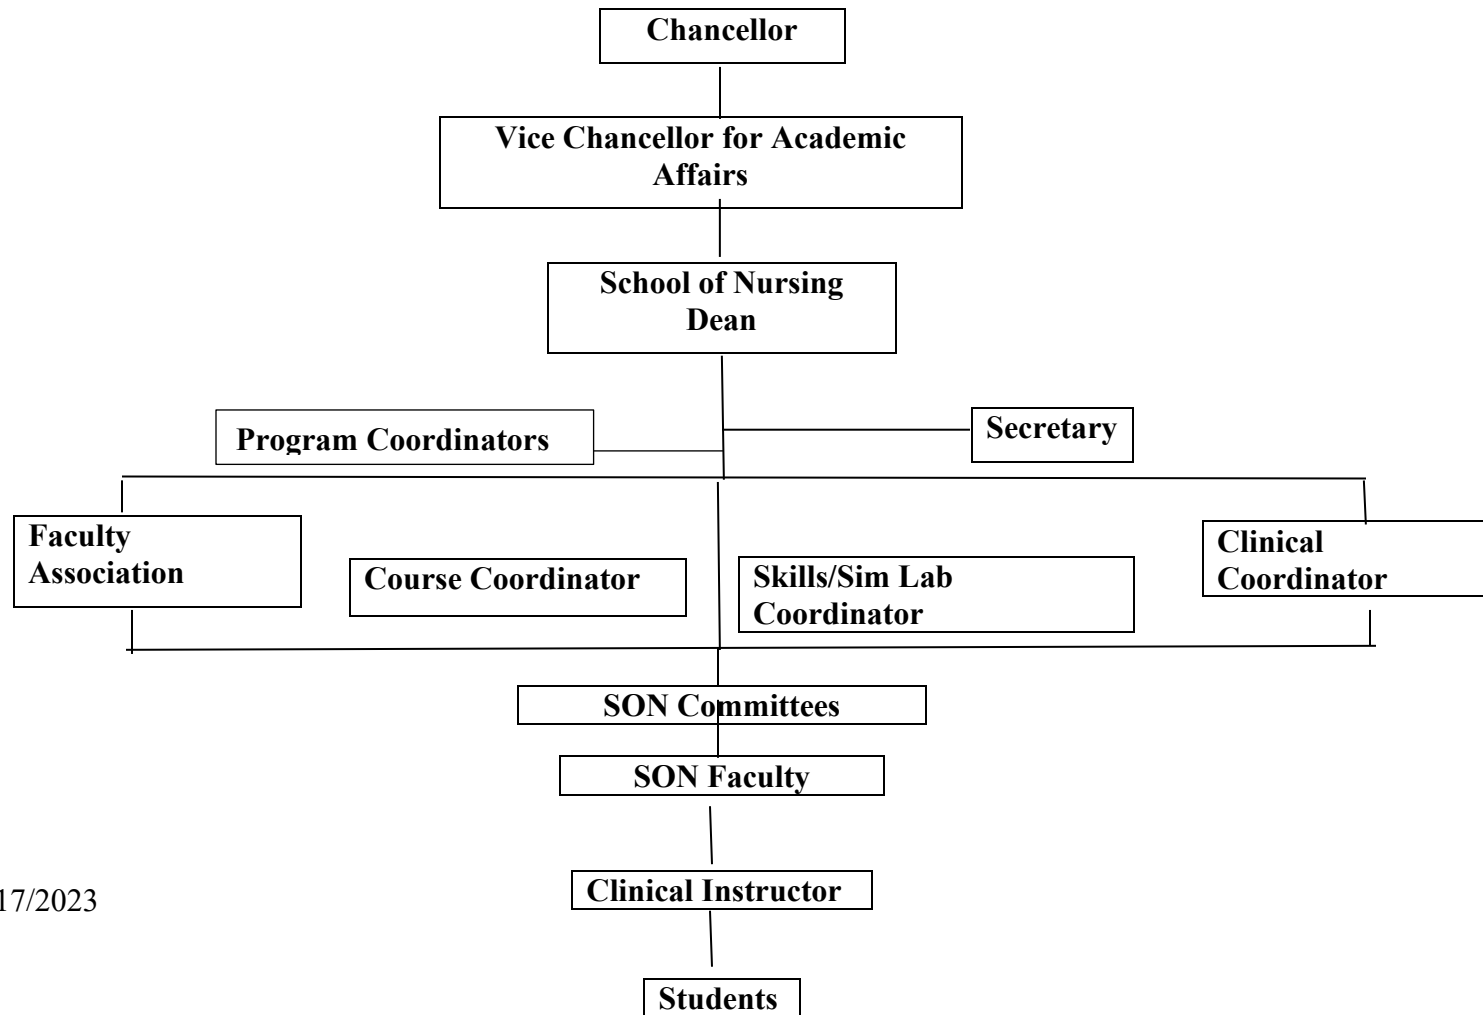 Chancellor
Vice Chancellor for Academic
Affairs
School of Nursing
Dean
Program Coordinators
Secretary
Faculty
Association
Course Coordinator
Skills/Sim Lab
Coordinator
Clinical
Coordinator
SON Committees
SON Faculty
Clinical Instructor
17/2023
Students